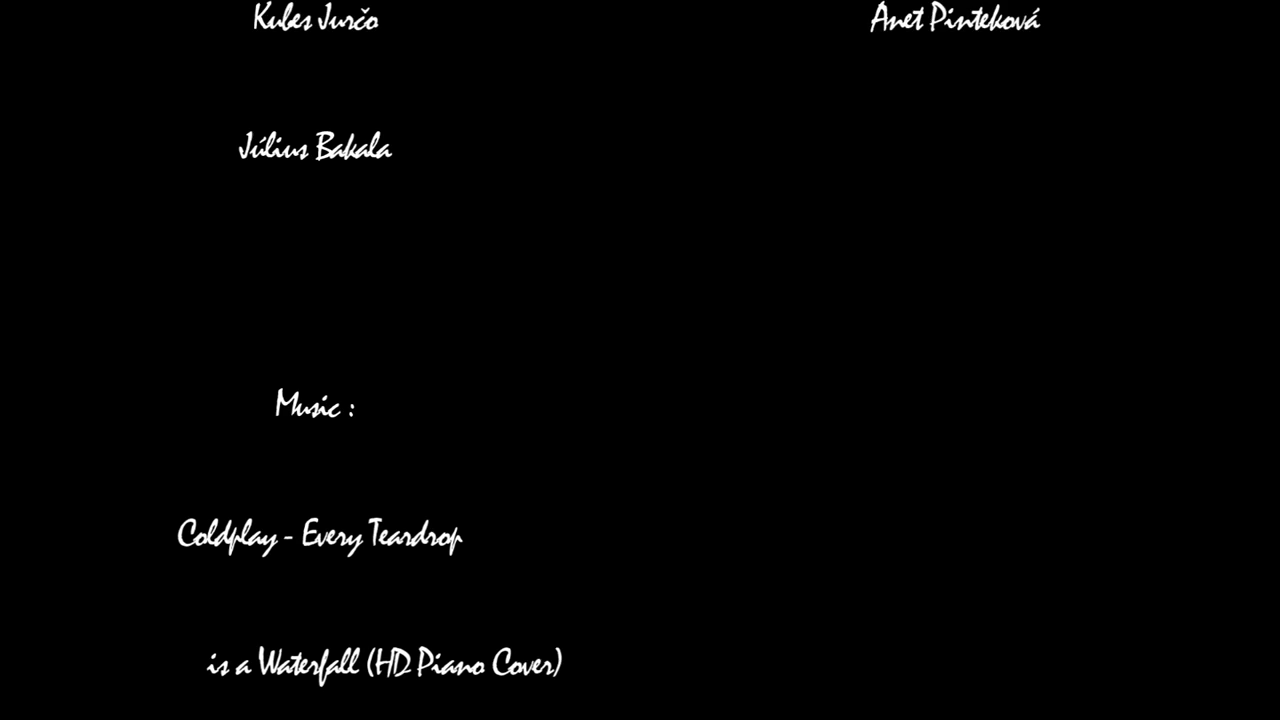 Kubes Jurčo
Anet Pinteková
Július Bakala
Music :
Coldplay - Every Teardrop
is a Waterfall (HD Piano Cover)